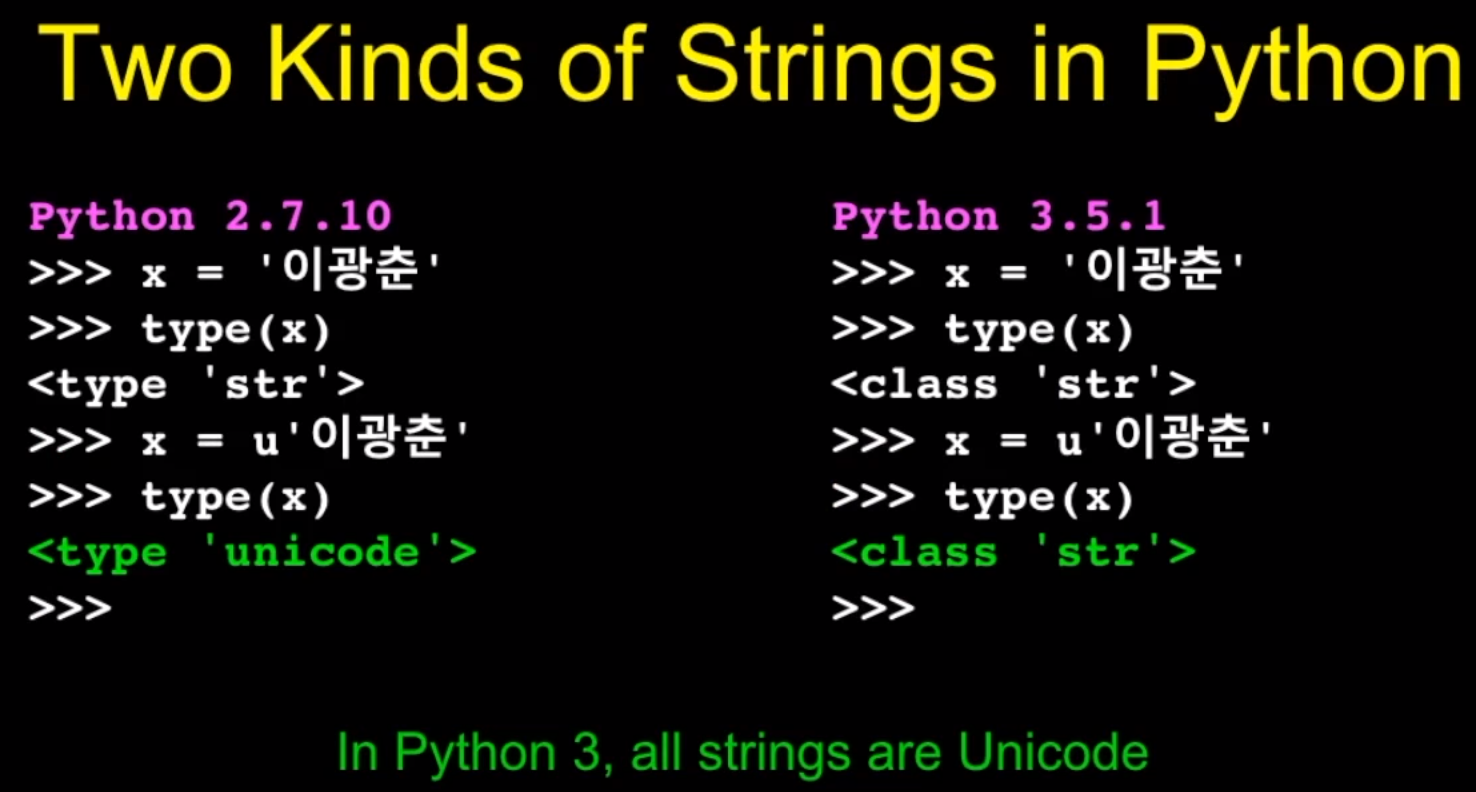 Two Kinds of Strings in Python
Python 2.7.10
>>> x = '이광춘'
>>> type(x)
<type 'str'>
>>> x = u'이광춘'
>>> type(x)
<type 'unicode'>
>>>
Python 3.5.1
>>> x = '이광춘'
>>> type(x)
<class 'str'>
>>> x = u'이광춘'
>>> type(x)
<class 'str'>
>>>
In Python 3, all strings are Unicode